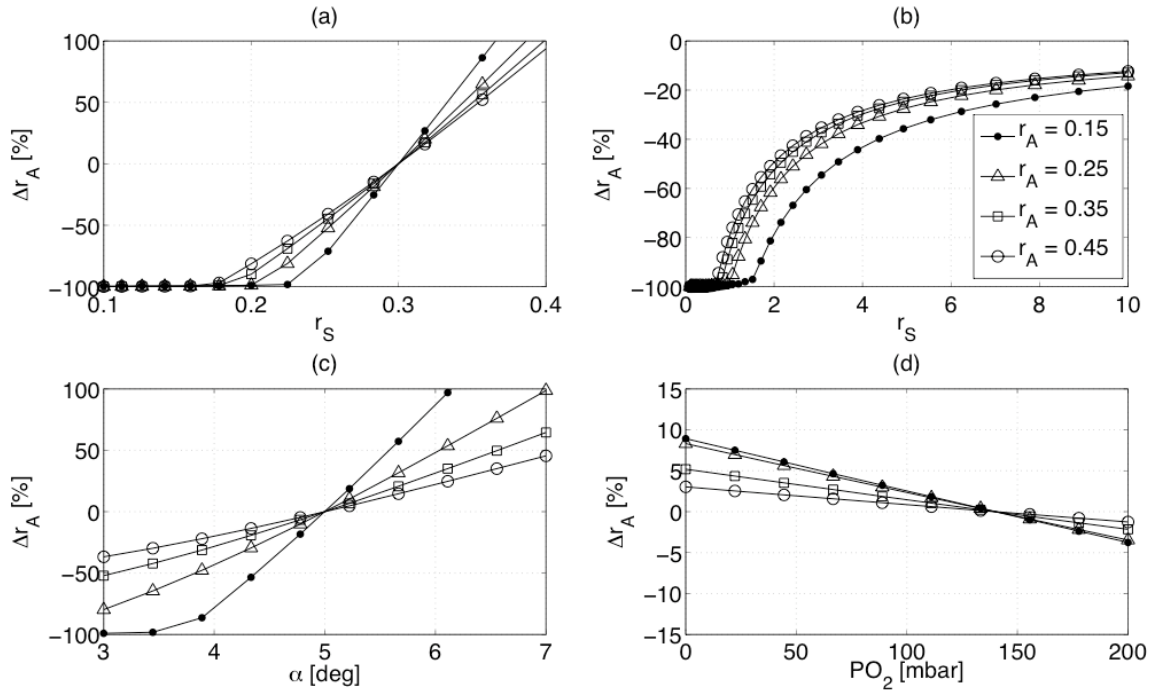 (a)
100
50
0
−50
−100
Δr_A [%]
0.1 0.2 0.3 0.4
r_S
(b)
0
−20
−40
−60
−80
−100
Δr_A [%]
0 2 4 6 8 10
r_S
r_A = 0.15
r_A = 0.25
r_A = 0.35
r_A = 0.45
(c)
100
50
0
−50
−100
Δr_A [%]
3 4 5 6 7
α [deg]
(d)
15
10
5
0
−5
−10
−15
Δr_A [%]
0 50 100 150 200
PO_2 [mbar]